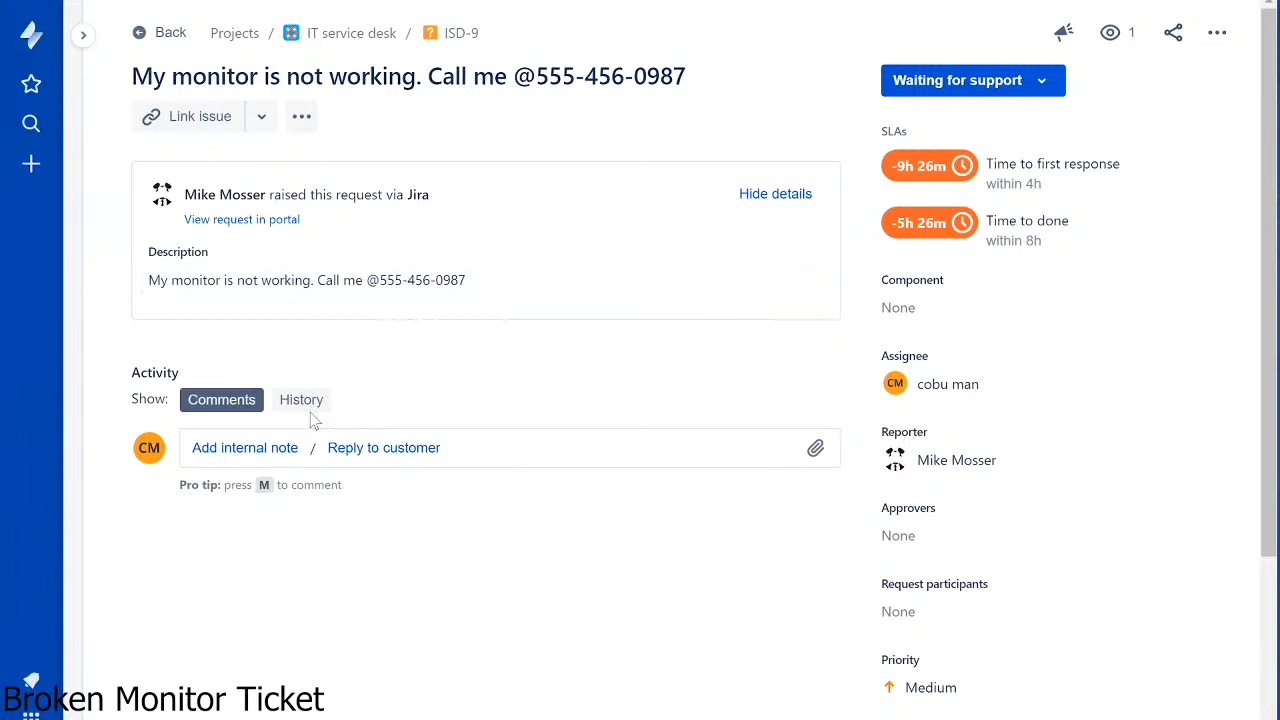 Back Projects / IT service desk / ISD-9
1
My monitor is not working. Call me @555-456-0987
Link issue
Mike Mosser raised this request via Jira
Hide details
View request in portal
Description
My monitor is not working. Call me @555-456-0987
Activity
Show: Comments History
CM Add internal note / Reply to customer
Pro tip: press M to comment
Waiting for support
SLAs
-9h 26m Time to first response
within 4h
-5h 26m Time to done
within 8h
Component
None
Assignee
CM cobu man
Reporter
Mike Mosser
Approvers
None
Request participants
None
Priority
Medium
Broken Monitor Ticket